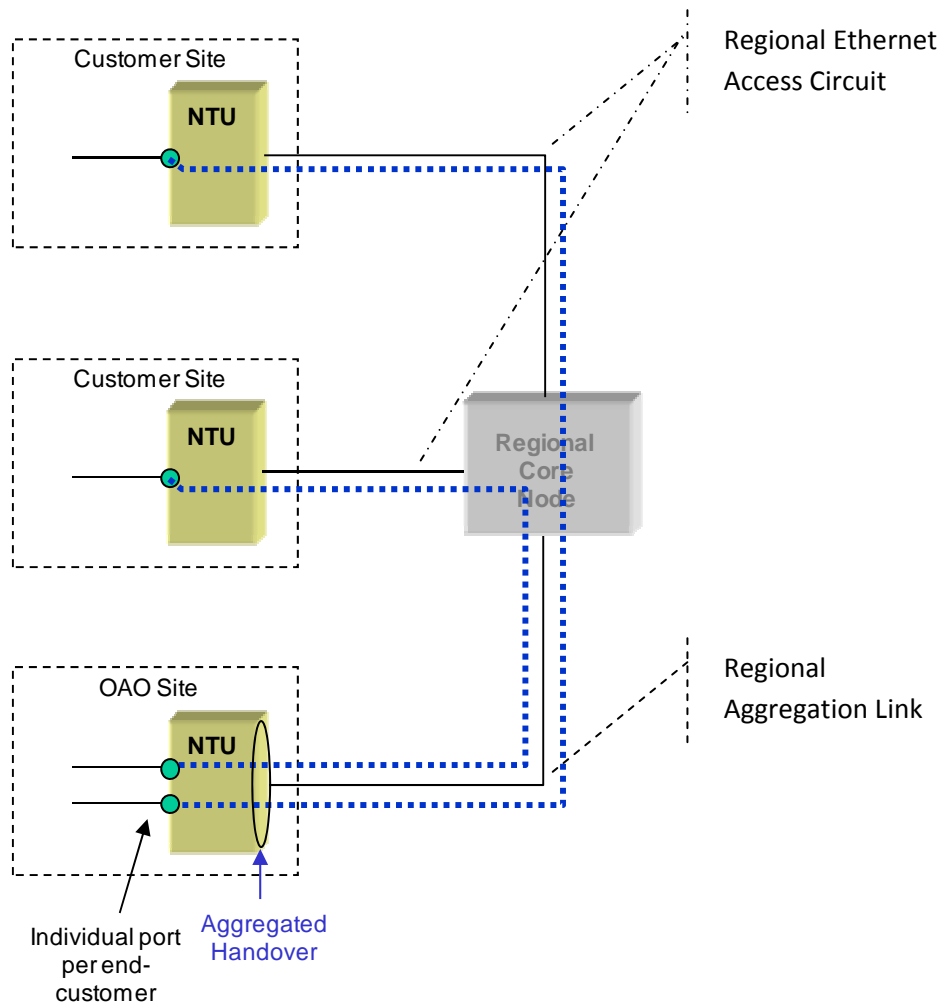 Regional Ethernet
Access Circuit
Customer Site
NTU
Customer Site
NTU
Regional
Core
Node
OAO Site
NTU
Regional
Aggregation Link
Individual port
per end-
customer
Aggregated
Handover